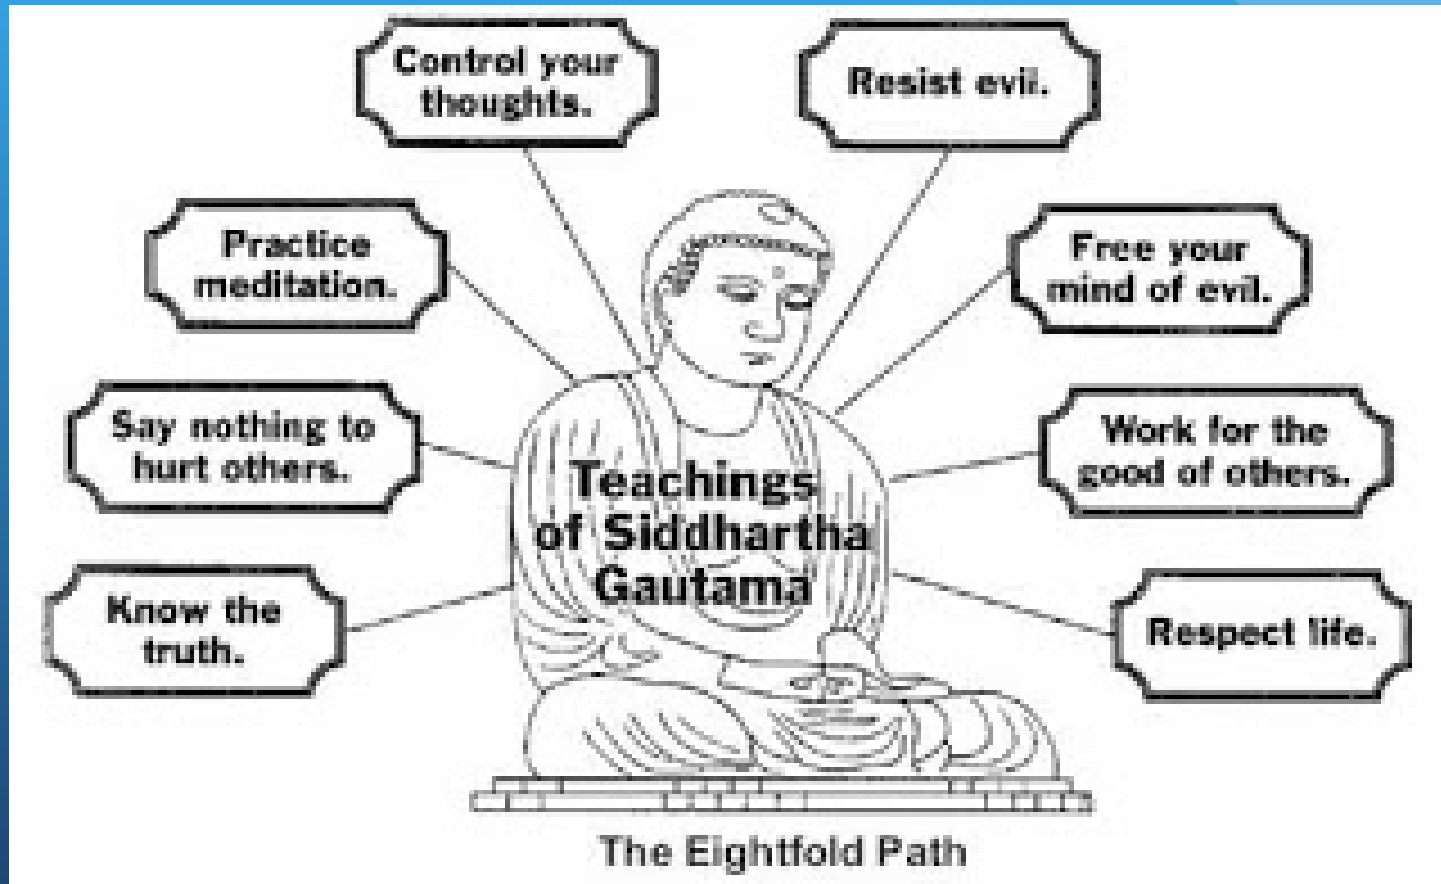 Control your
thoughts.
Resist evil.
Practice
meditation.
Free your
mind of evil.
Say nothing to
hurt others.
Work for the
good of others.
Teachings
of Siddhartha
Gautama
Know the
truth.
Respect life.
The Eightfold Path